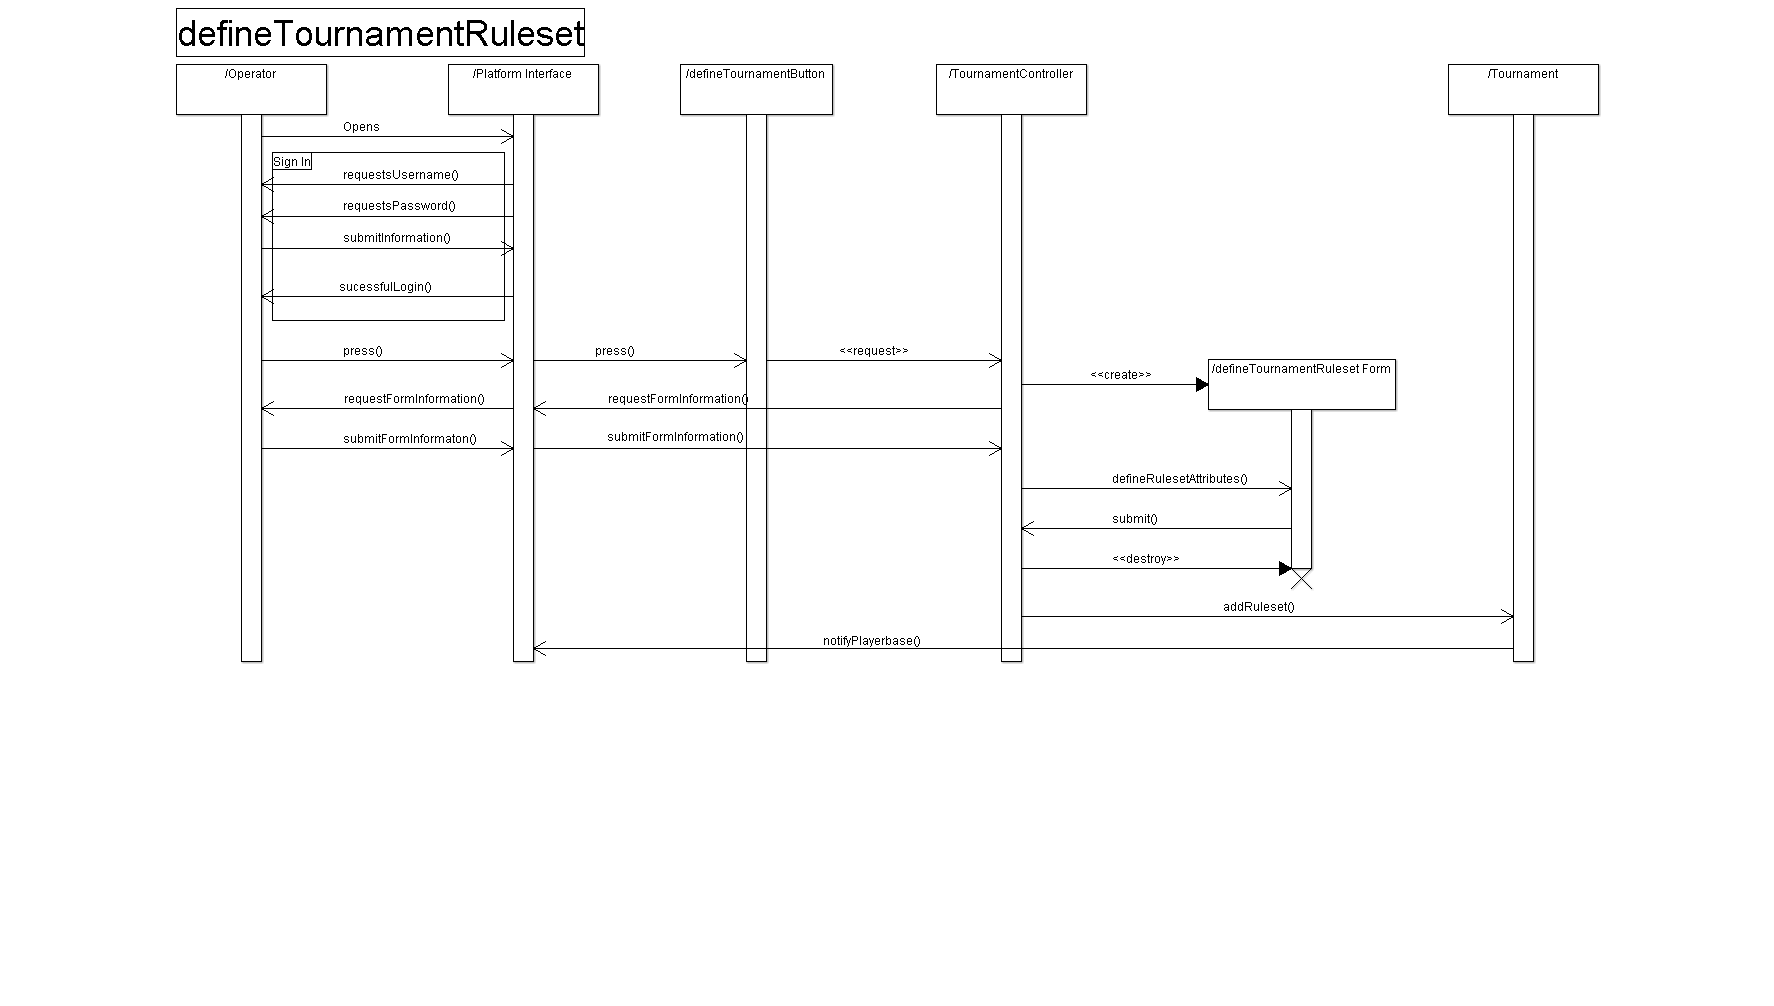 defineTournamentRuleset
/Operator
/Platform Interface
/defineTournamentButton
/TournamentController
/Tournament
Opens
Sign In
requestsUsername()
requestsPassword()
submitInformation()
sucessfulLogin()
press()
press()
<<request>>
/defineTournamentRuleset Form
<<create>>
requestFormInformation()
requestFormInformation()
submitFormInformaton()
submitFormInformation()
defineRulesetAttributes()
submit()
<<destroy>>
addRuleset()
notifyPlayerbase()